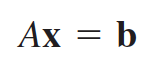 Ax = b